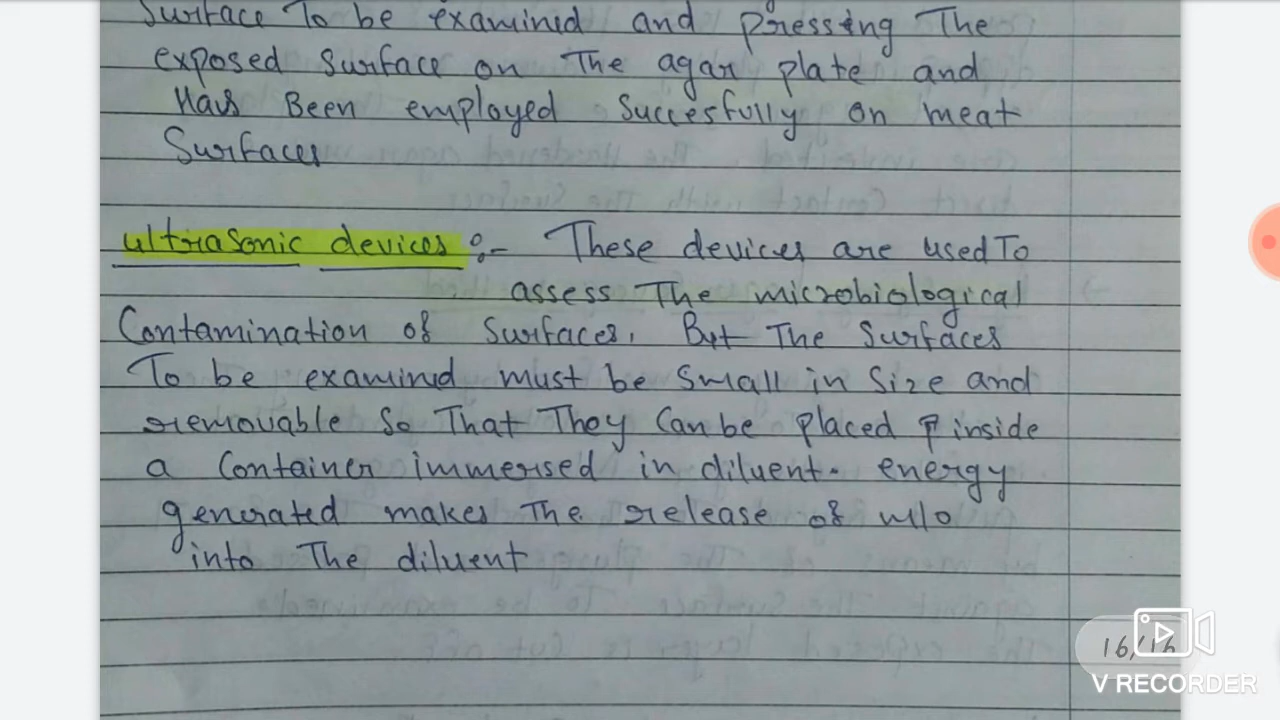 Surface To be examined and pressing The
exposed surface on The agar plate and
Has Been employed Succesfully on meat
Surfaces
ultrasonic devices :- These devices are used To
assess The microbiological
Contamination of Surfaces. But The Surfaces
To be examined must be Small in Size and
removable So That They Can be placed inside
a Container immersed in diluent. energy
generated makes The release of m/o
into The diluent
16/16
V RECORDER